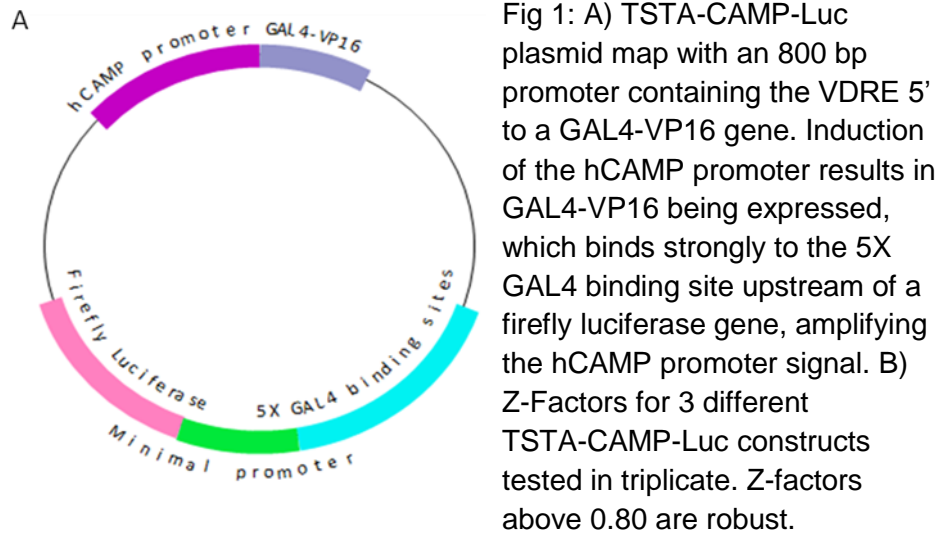 A
hCAMP promoter
GAL4-VP16
Firefly Luciferase
5X GAL4 binding sites
Minimal promoter
Fig 1: A) TSTA-CAMP-Luc
plasmid map with an 800 bp
promoter containing the VDRE 5’
to a GAL4-VP16 gene. Induction
of the hCAMP promoter results in
GAL4-VP16 being expressed,
which binds strongly to the 5X
GAL4 binding site upstream of a
firefly luciferase gene, amplifying
the hCAMP promoter signal. B)
Z-Factors for 3 different
TSTA-CAMP-Luc constructs
tested in triplicate. Z-factors
above 0.80 are robust.